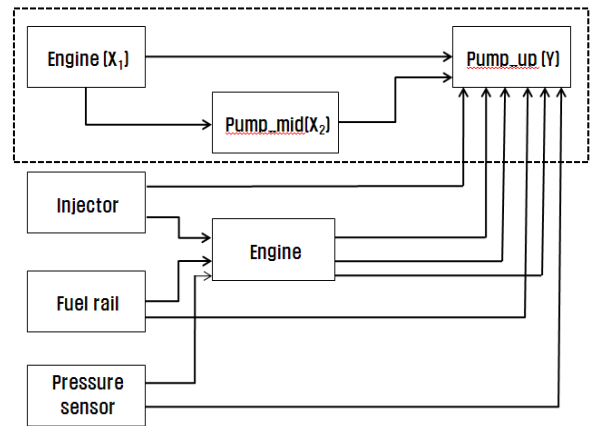 Engine (X₁)
Pump_up (Y)
Pump_mid(X₂)
Injector
Engine
Fuel rail
Pressure
sensor